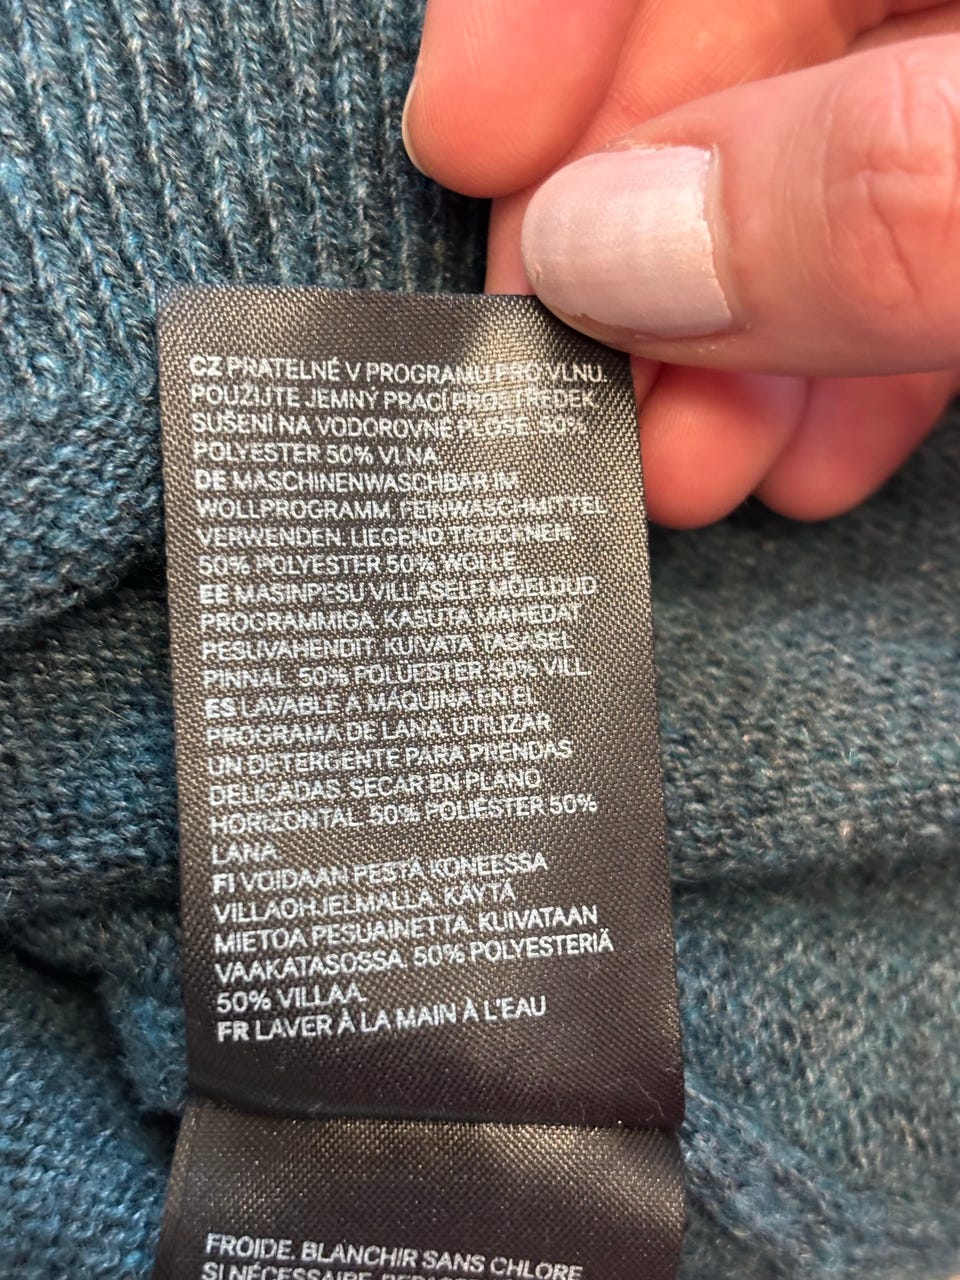 CZ PRATELNÉ V PROGRAMU PRO VLNU.
POUŽIJTE JEMNÝ PRACÍ PROSTŘEDEK.
SUŠENÍ NA VODOROVNÉ PLOŠE. 50%
POLYESTER 50% VLNA.
DE MASCHINENWASCHBAR IM
WOLLPROGRAMM. FEINWASCHMITTEL
VERWENDEN. LIEGEND TROCKNEN.
50% POLYESTER 50% WOLLE.
EE MASINPESU VILLASELE MÕELDUD
PROGRAMMIGA. KASUTA MAHEDAT
PESUVAHENDIT. KUIVATA TASASEL
PINNAL. 50% POLÜESTER 50% VILL
ES LAVABLE A MÁQUINA EN EL
PROGRAMA DE LANA. UTILIZAR
UN DETERGENTE PARA PRENDAS
DELICADAS. SECAR EN PLANO.
HORIZONTAL. 50% POLIÉSTER 50%
LANA.
FI VOIDAAN PESTÄ KONEESSA
VILLAOHJELMALLA. KÄYTÄ
MIETOA PESUAINETTA. KUIVATAAN
VAAKATASOSSA. 50% POLYESTERIÄ
50% VILLAA.
FR LAVER À LA MAIN À L'EAU
FROIDE. BLANCHIR SANS CHLORE
SI NÉCESSAIRE.